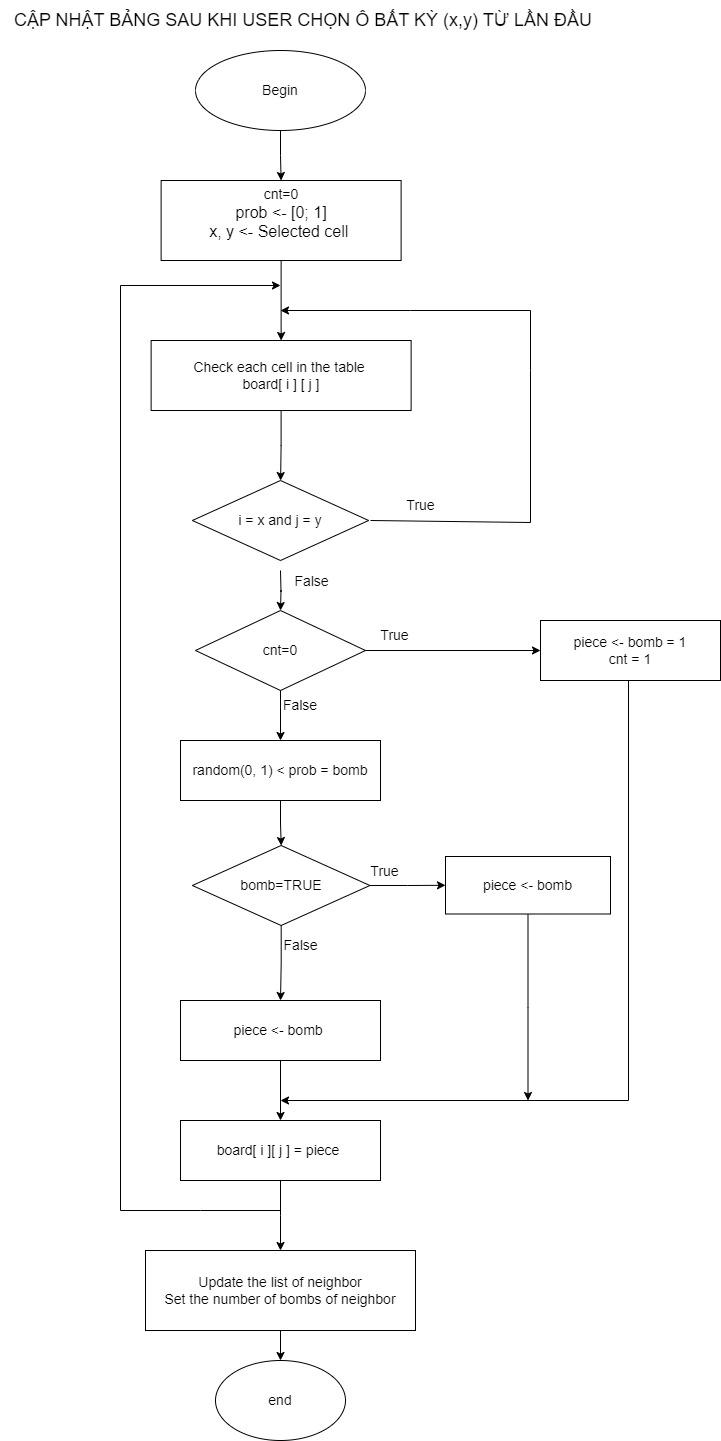 CẬP NHẬT BẢNG SAU KHI USER CHỌN Ô BẤT KỲ (x,y) TỪ LẦN ĐẦU
Begin
cnt=0
prob <- [0; 1]
x, y <- Selected cell
Check each cell in the table
board[ i ] [ j ]
i = x and j = y
True
False
cnt=0
True
piece <- bomb = 1
cnt = 1
False
random(0, 1) < prob = bomb
bomb=TRUE
True
piece <- bomb
False
piece <- bomb
board[ i ][ j ] = piece
Update the list of neighbor
Set the number of bombs of neighbor
end